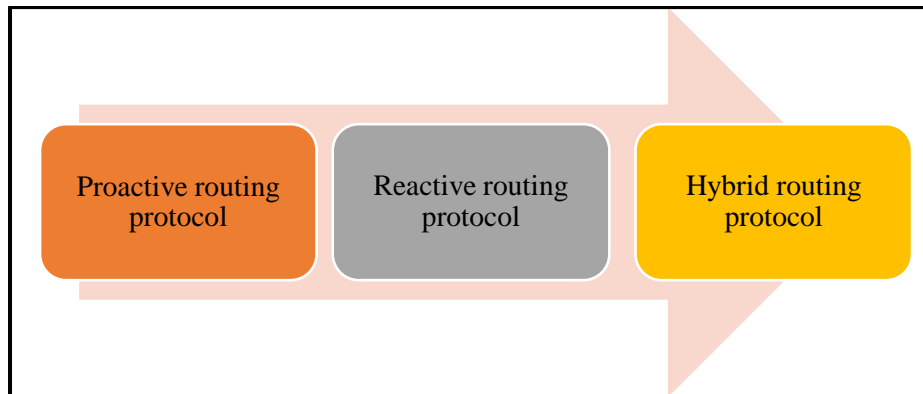 Proactive routing
protocol
Reactive routing
protocol
Hybrid routing
protocol